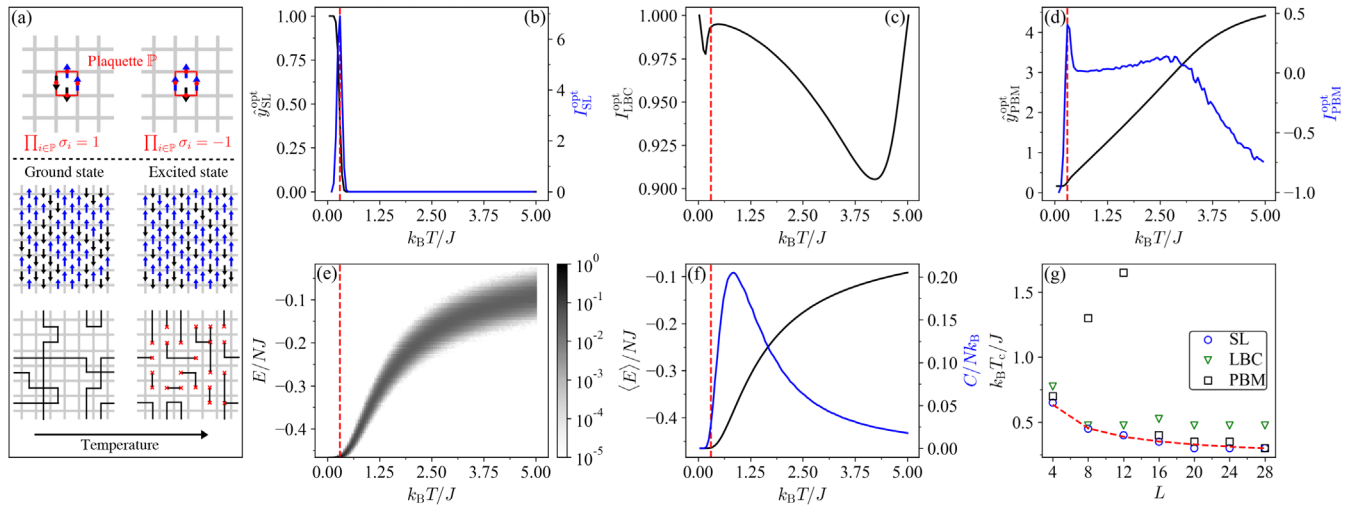 (a)
Plaquette ℙ
∏_{i∈ℙ} σ_i = 1
∏_{i∈ℙ} σ_i = −1
Ground state
Excited state
Temperature
(b)
ŷ_SL^opt
1.00
0.75
0.50
0.25
0.00
I_SL^opt
6
4
2
0
0.00 1.25 2.50 3.75 5.00
k_B T/J
(c)
I_LBC^opt
1.000
0.975
0.950
0.925
0.900
0.00 1.25 2.50 3.75 5.00
k_B T/J
(d)
ŷ_PBM^opt
4
3
2
1
0
I_PBM^opt
0.5
0.0
−0.5
−1.0
0.00 1.25 2.50 3.75 5.00
k_B T/J
(e)
E/NJ
−0.1
−0.2
−0.3
−0.4
10^0
10^−1
10^−2
10^−3
10^−4
10^−5
0.00 1.25 2.50 3.75 5.00
k_B T/J
(f)
⟨E⟩/NJ
−0.1
−0.2
−0.3
−0.4
C/Nk_B
0.20
0.15
0.10
0.05
0.00
0.00 1.25 2.50 3.75 5.00
k_B T/J
(g)
k_B T_c/J
1.5
1.0
0.5
SL
LBC
PBM
4 8 12 16 20 24 28
L